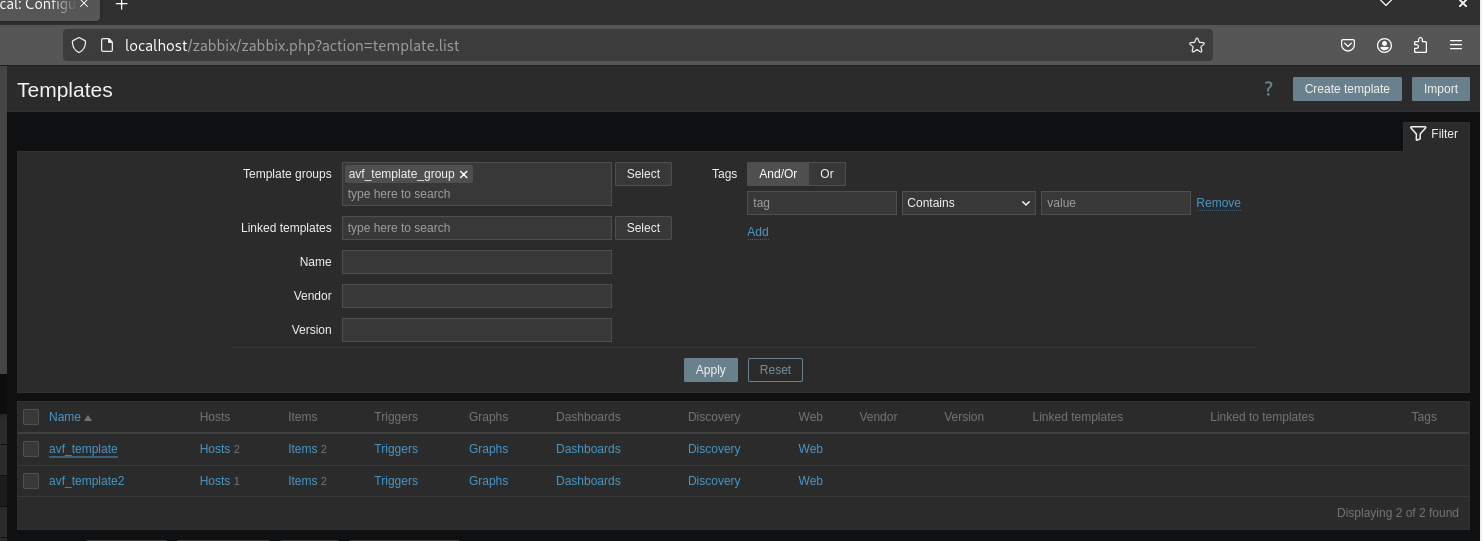 cal: Configu
localhost/zabbix/zabbix.php?action=template.list
Templates
? Create template Import
Filter
Template groups avf_template_group Select Tags And/Or Or
type here to search tag Contains value Remove
Linked templates type here to search Select Add
Name
Vendor
Version
Apply Reset
Name Hosts Items Triggers Graphs Dashboards Discovery Web Vendor Version Linked templates Linked to templates Tags
avf_template Hosts 2 Items 2 Triggers Graphs Dashboards Discovery Web
avf_template2 Hosts 1 Items 2 Triggers Graphs Dashboards Discovery Web
Displaying 2 of 2 found